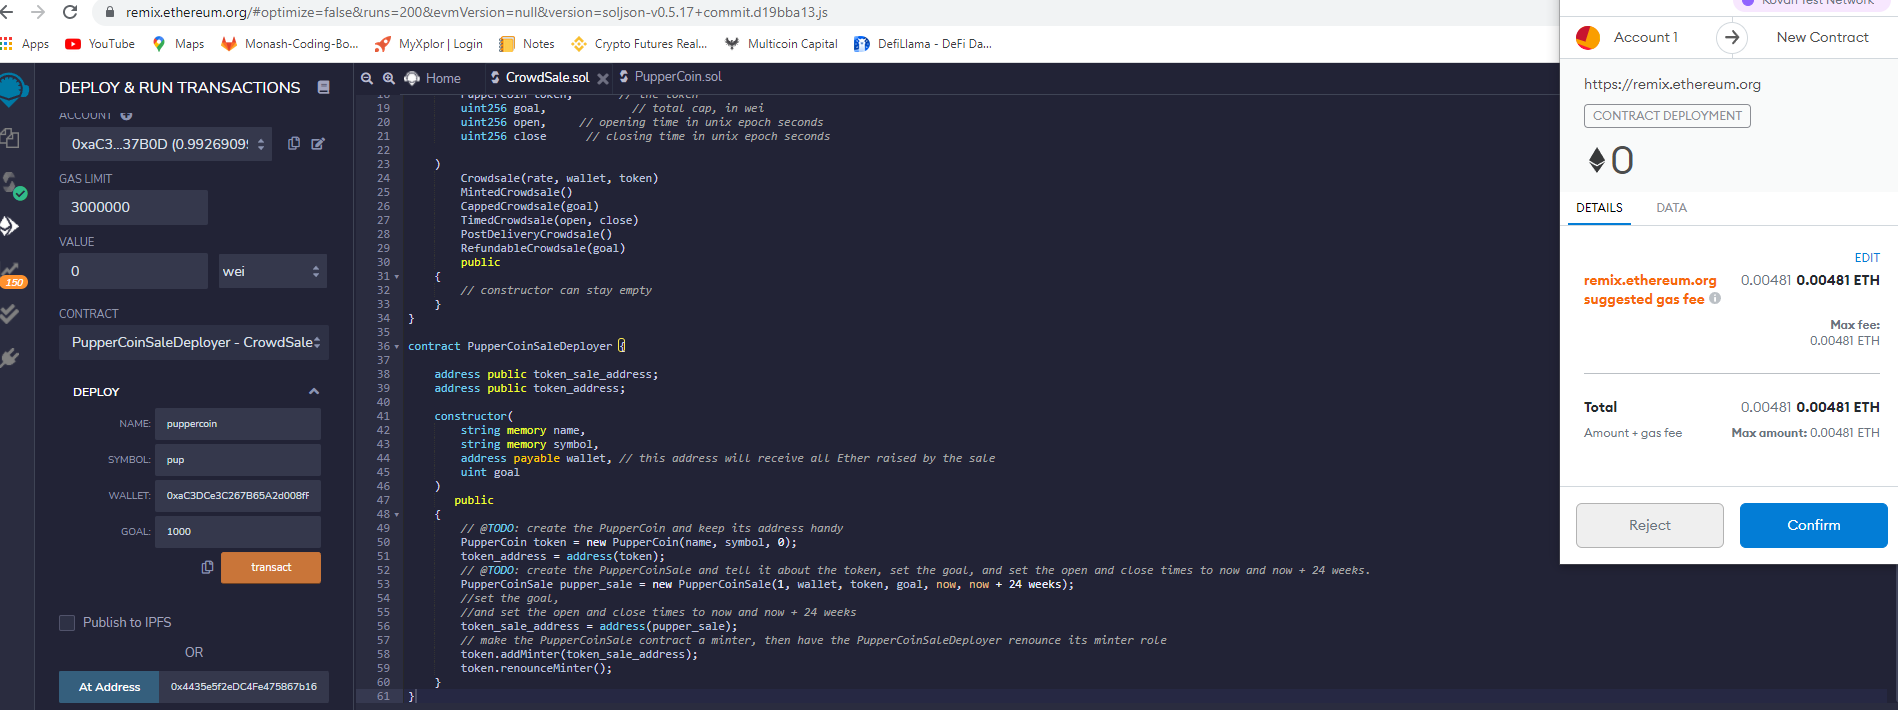 remix.ethereum.org/#optimize=false&runs=200&evmVersion=null&version=soljson-v0.5.17+commit.d19bba13.js
Apps YouTube Maps Monash-Coding-Bo... MyXplor | Login Notes Crypto Futures Real... Multicoin Capital DefiLlama - DeFi Da...
DEPLOY & RUN TRANSACTIONS
ACCOUNT
0xaC3...37B0D (0.9926909
GAS LIMIT
3000000
VALUE
0
wei
CONTRACT
PupperCoinSaleDeployer - CrowdSale
DEPLOY
NAME: puppercoin
SYMBOL: pup
WALLET: 0xaC3DCe3C267B65A2d008fF
GOAL: 1000
transact
Publish to IPFS
OR
At Address 0x4435e5f2eDC4Fe475867b16
150
Home CrowdSale.sol PupperCoin.sol
18 PupperCoin token, // the token
19 uint256 goal, // total cap, in wei
20 uint256 open, // opening time in unix epoch seconds
21 uint256 close // closing time in unix epoch seconds
22
23 )
24 Crowdsale(rate, wallet, token)
25 MintedCrowdsale()
26 CappedCrowdsale(goal)
27 TimedCrowdsale(open, close)
28 PostDeliveryCrowdsale()
29 RefundableCrowdsale(goal)
30 public
31 {
32 // constructor can stay empty
33 }
34 }
35
36 contract PupperCoinSaleDeployer {
37
38 address public token_sale_address;
39 address public token_address;
40
41 constructor(
42 string memory name,
43 string memory symbol,
44 address payable wallet, // this address will receive all Ether raised by the sale
45 uint goal
46 )
47 public
48 {
49 // @TODO: create the PupperCoin and keep its address handy
50 PupperCoin token = new PupperCoin(name, symbol, 0);
51 token_address = address(token);
52 // @TODO: create the PupperCoinSale and tell it about the token, set the goal, and set the open and close times to now and now + 24 weeks.
53 PupperCoinSale pupper_sale = new PupperCoinSale(1, wallet, token, goal, now, now + 24 weeks);
54 //set the goal,
55 //and set the open and close times to now and now + 24 weeks
56 token_sale_address = address(pupper_sale);
57 // make the PupperCoinSale contract a minter, then have the PupperCoinSaleDeployer renounce its minter role
58 token.addMinter(token_sale_address);
59 token.renounceMinter();
60 }
61 }
Kovan Test Network
Account 1 New Contract
https://remix.ethereum.org
CONTRACT DEPLOYMENT
0
DETAILS DATA
EDIT
remix.ethereum.org 0.00481 0.00481 ETH
suggested gas fee
Max fee:
0.00481 ETH
Total 0.00481 0.00481 ETH
Amount + gas fee Max amount: 0.00481 ETH
Reject Confirm